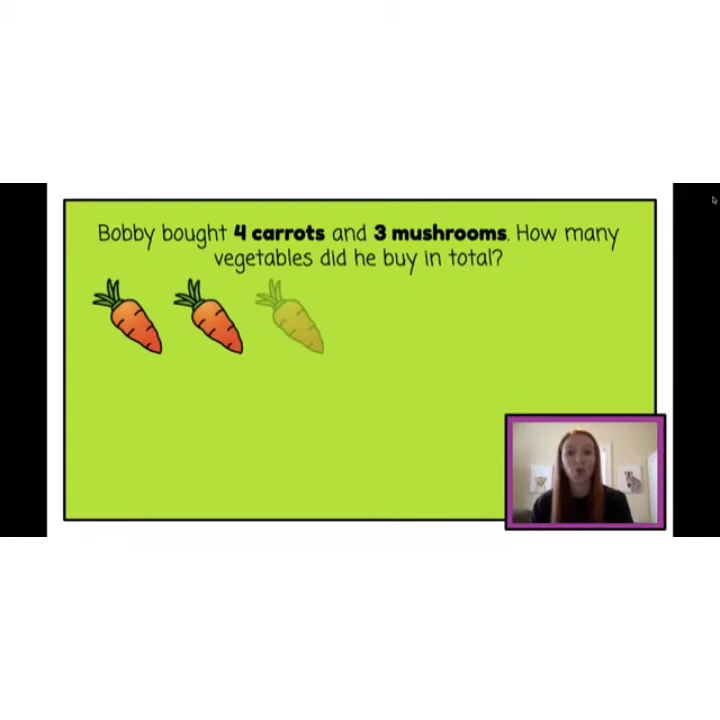 Bobby bought 4 carrots and 3 mushrooms. How many
vegetables did he buy in total?